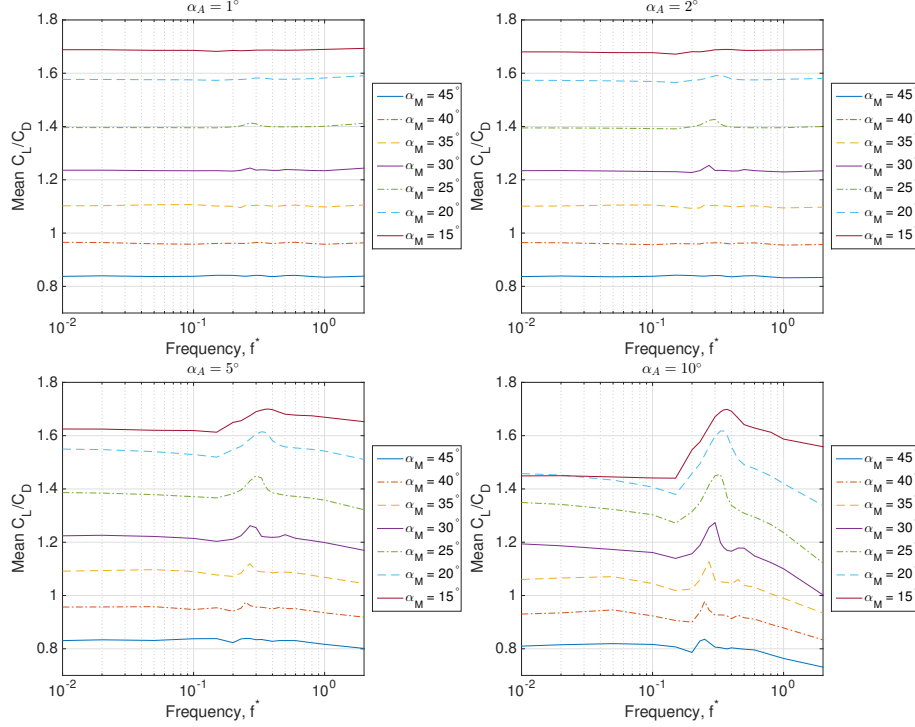 α_A = 1°
Mean C_L/C_D
1.8
1.6
1.4
1.2
1
0.8
10^-2
10^-1
10^0
Frequency, f^*
α_M = 45°
α_M = 40°
α_M = 35°
α_M = 30°
α_M = 25°
α_M = 20°
α_M = 15°
α_A = 2°
Mean C_L/C_D
1.8
1.6
1.4
1.2
1
0.8
10^-2
10^-1
10^0
Frequency, f^*
α_M = 45°
α_M = 40°
α_M = 35°
α_M = 30°
α_M = 25°
α_M = 20°
α_M = 15°
α_A = 5°
Mean C_L/C_D
1.8
1.6
1.4
1.2
1
0.8
10^-2
10^-1
10^0
Frequency, f^*
α_M = 45°
α_M = 40°
α_M = 35°
α_M = 30°
α_M = 25°
α_M = 20°
α_M = 15°
α_A = 10°
Mean C_L/C_D
1.8
1.6
1.4
1.2
1
0.8
10^-2
10^-1
10^0
Frequency, f^*
α_M = 45°
α_M = 40°
α_M = 35°
α_M = 30°
α_M = 25°
α_M = 20°
α_M = 15°